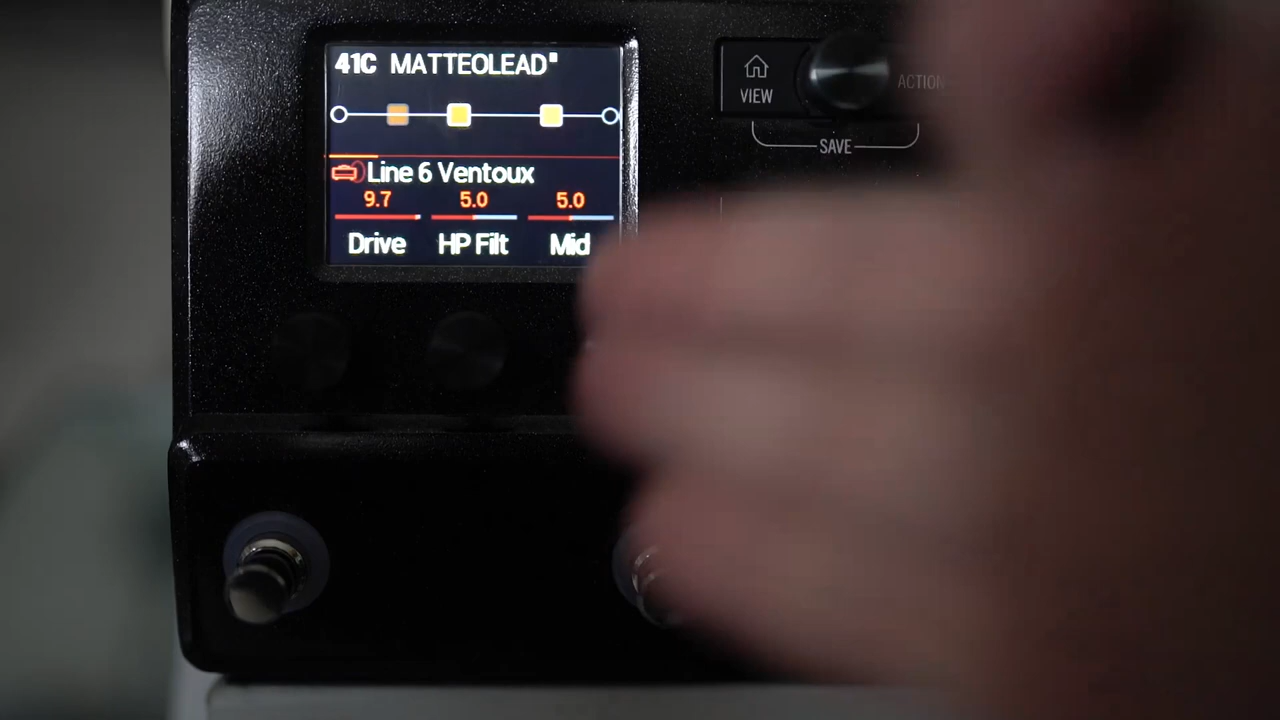 41C MATTEOLEAD
VIEW
ACTION
SAVE
Line 6 Ventoux
9.7 5.0 5.0
Drive HP Filt Mid